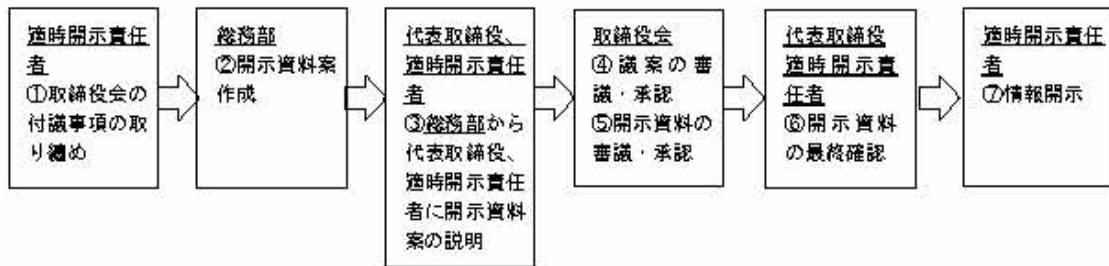 適時開示責任
者
①取締役会の
付議事項の取
り纏め
総務部
②開示資料案
作成
代表取締役、
適時開示責任
者
③総務部から
代表取締役、
適時開示責任
者に開示資料
案の説明
取締役会
④議案の審
議・承認
⑤開示資料の
審議・承認
代表取締役
適時開示責
任者
⑥開示資料
の最終確認
適時開示責任
者
⑦情報開示